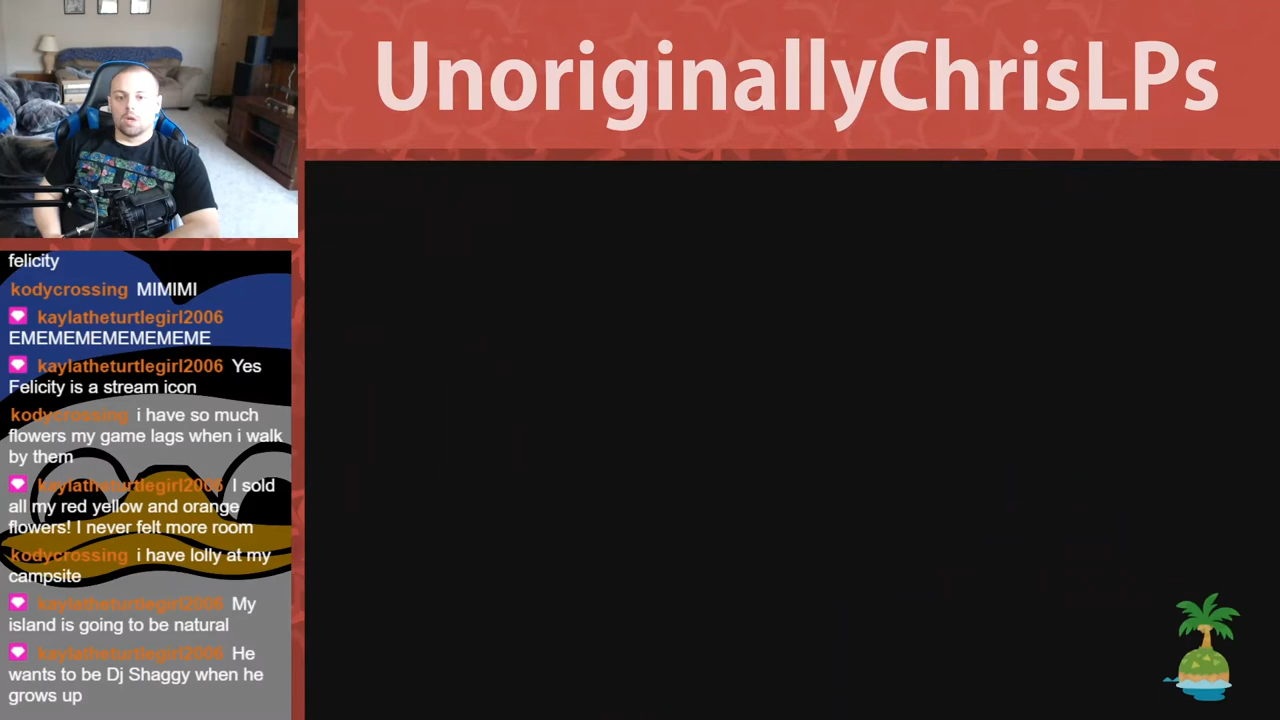 UnoriginallyChrisLPs
felicity
kodycrossing MIMIMI
kaylatheturtlegirl2006
EMEMEMEMEMEMEME
kaylatheturtlegirl2006 Yes
Felicity is a stream icon
kodycrossing i have so much
flowers my game lags when i walk
by them
kaylatheturtlegirl2006 I sold
all my red yellow and orange
flowers! I never felt more room
kodycrossing i have lolly at my
campsite
kaylatheturtlegirl2006 My
island is going to be natural
kaylatheturtlegirl2006 He
wants to be Dj Shaggy when he
grows up